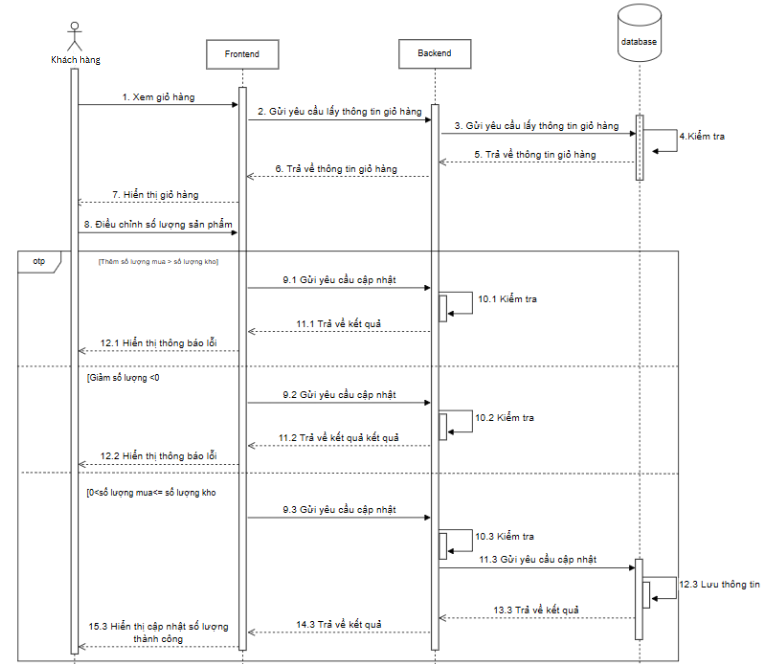 Khách hàng
Frontend
Backend
database
1. Xem giỏ hàng
2. Gửi yêu cầu lấy thông tin giỏ hàng
3. Gửi yêu cầu lấy thông tin giỏ hàng
4.Kiểm tra
5. Trả về thông tin giỏ hàng
6. Trả về thông tin giỏ hàng
7. Hiển thị giỏ hàng
8. Điều chỉnh số lượng sản phẩm
otp
[Thêm số lượng mua > số lượng kho]
9.1 Gửi yêu cầu cập nhật
10.1 Kiểm tra
11.1 Trả về kết quả
12.1 Hiển thị thông báo lỗi
[Giảm số lượng <0
9.2 Gửi yêu cầu cập nhật
10.2 Kiểm tra
11.2 Trả về kết quả kết quả
12.2 Hiển thị thông báo lỗi
[0<số lượng mua<= số lượng kho
9.3 Gửi yêu cầu cập nhật
10.3 Kiểm tra
11.3 Gửi yêu cầu cập nhật
12.3 Lưu thông tin
13.3 Trả về kết quả
14.3 Trả về kết quả
15.3 Hiển thị cập nhật số lượng
thành công